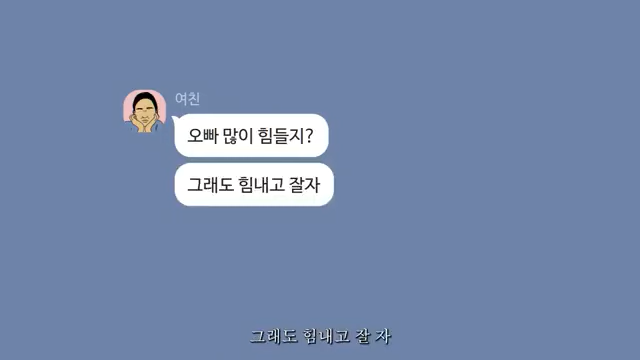 여친
오빠 많이 힘들지?
그래도 힘내고 잘자
그래도 힘내고 잘 자